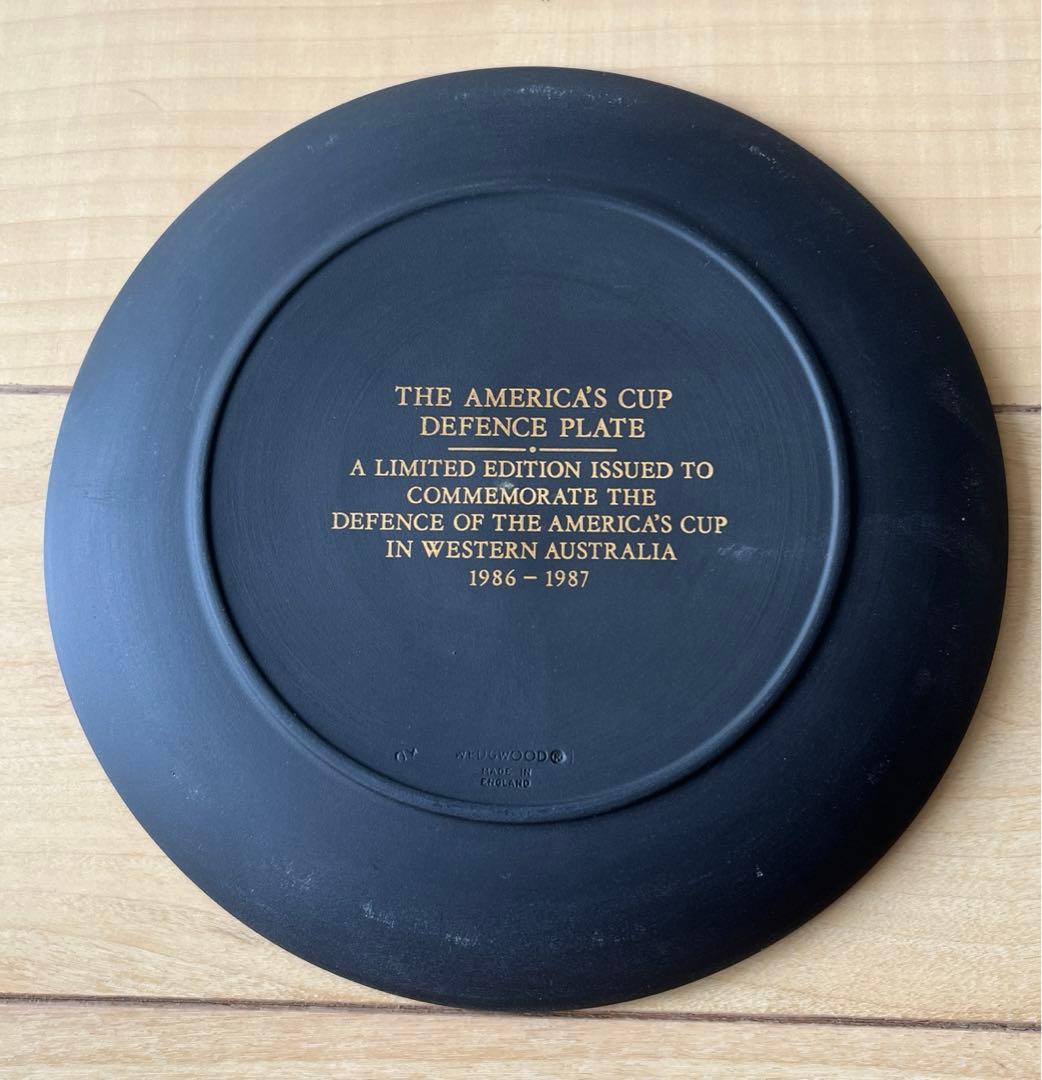 THE AMERICA'S CUP
DEFENCE PLATE
A LIMITED EDITION ISSUED TO
COMMEMORATE THE
DEFENCE OF THE AMERICA'S CUP
IN WESTERN AUSTRALIA
1986 – 1987
WEDGWOOD®
MADE IN
ENGLAND